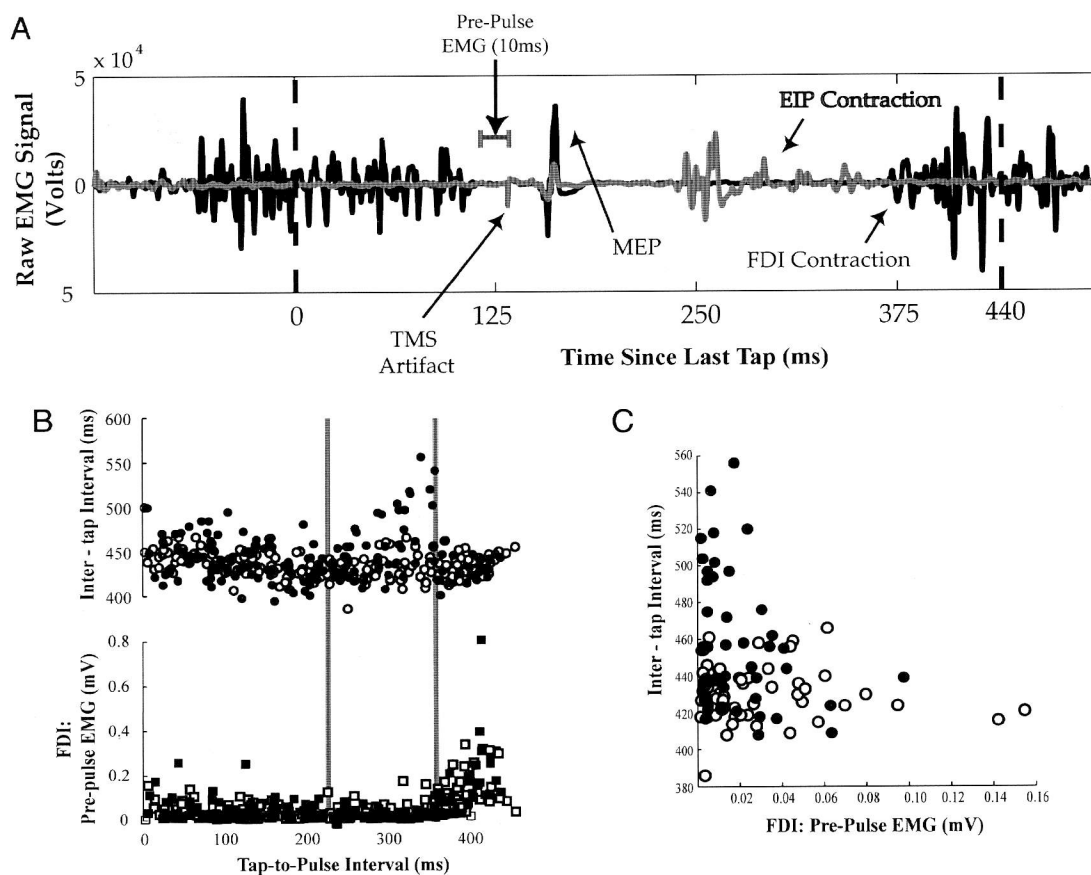 A
Pre-Pulse
EMG (10ms)
5 x 10⁴
EIP Contraction
Raw EMG Signal
(Volts)
0
MEP
FDI Contraction
5
0
125
250
375
440
TMS
Artifact
Time Since Last Tap (ms)
B
600
550
500
450
400
Inter - tap Interval (ms)
0.8
0.6
0.4
0.2
0
FDI:
Pre-pulse EMG (mV)
0
100
200
300
400
Tap-to-Pulse Interval (ms)
C
560
540
520
500
480
460
440
420
400
380
Inter - tap Interval (ms)
0.02
0.04
0.06
0.08
0.10
0.12
0.14
0.16
FDI: Pre-Pulse EMG (mV)